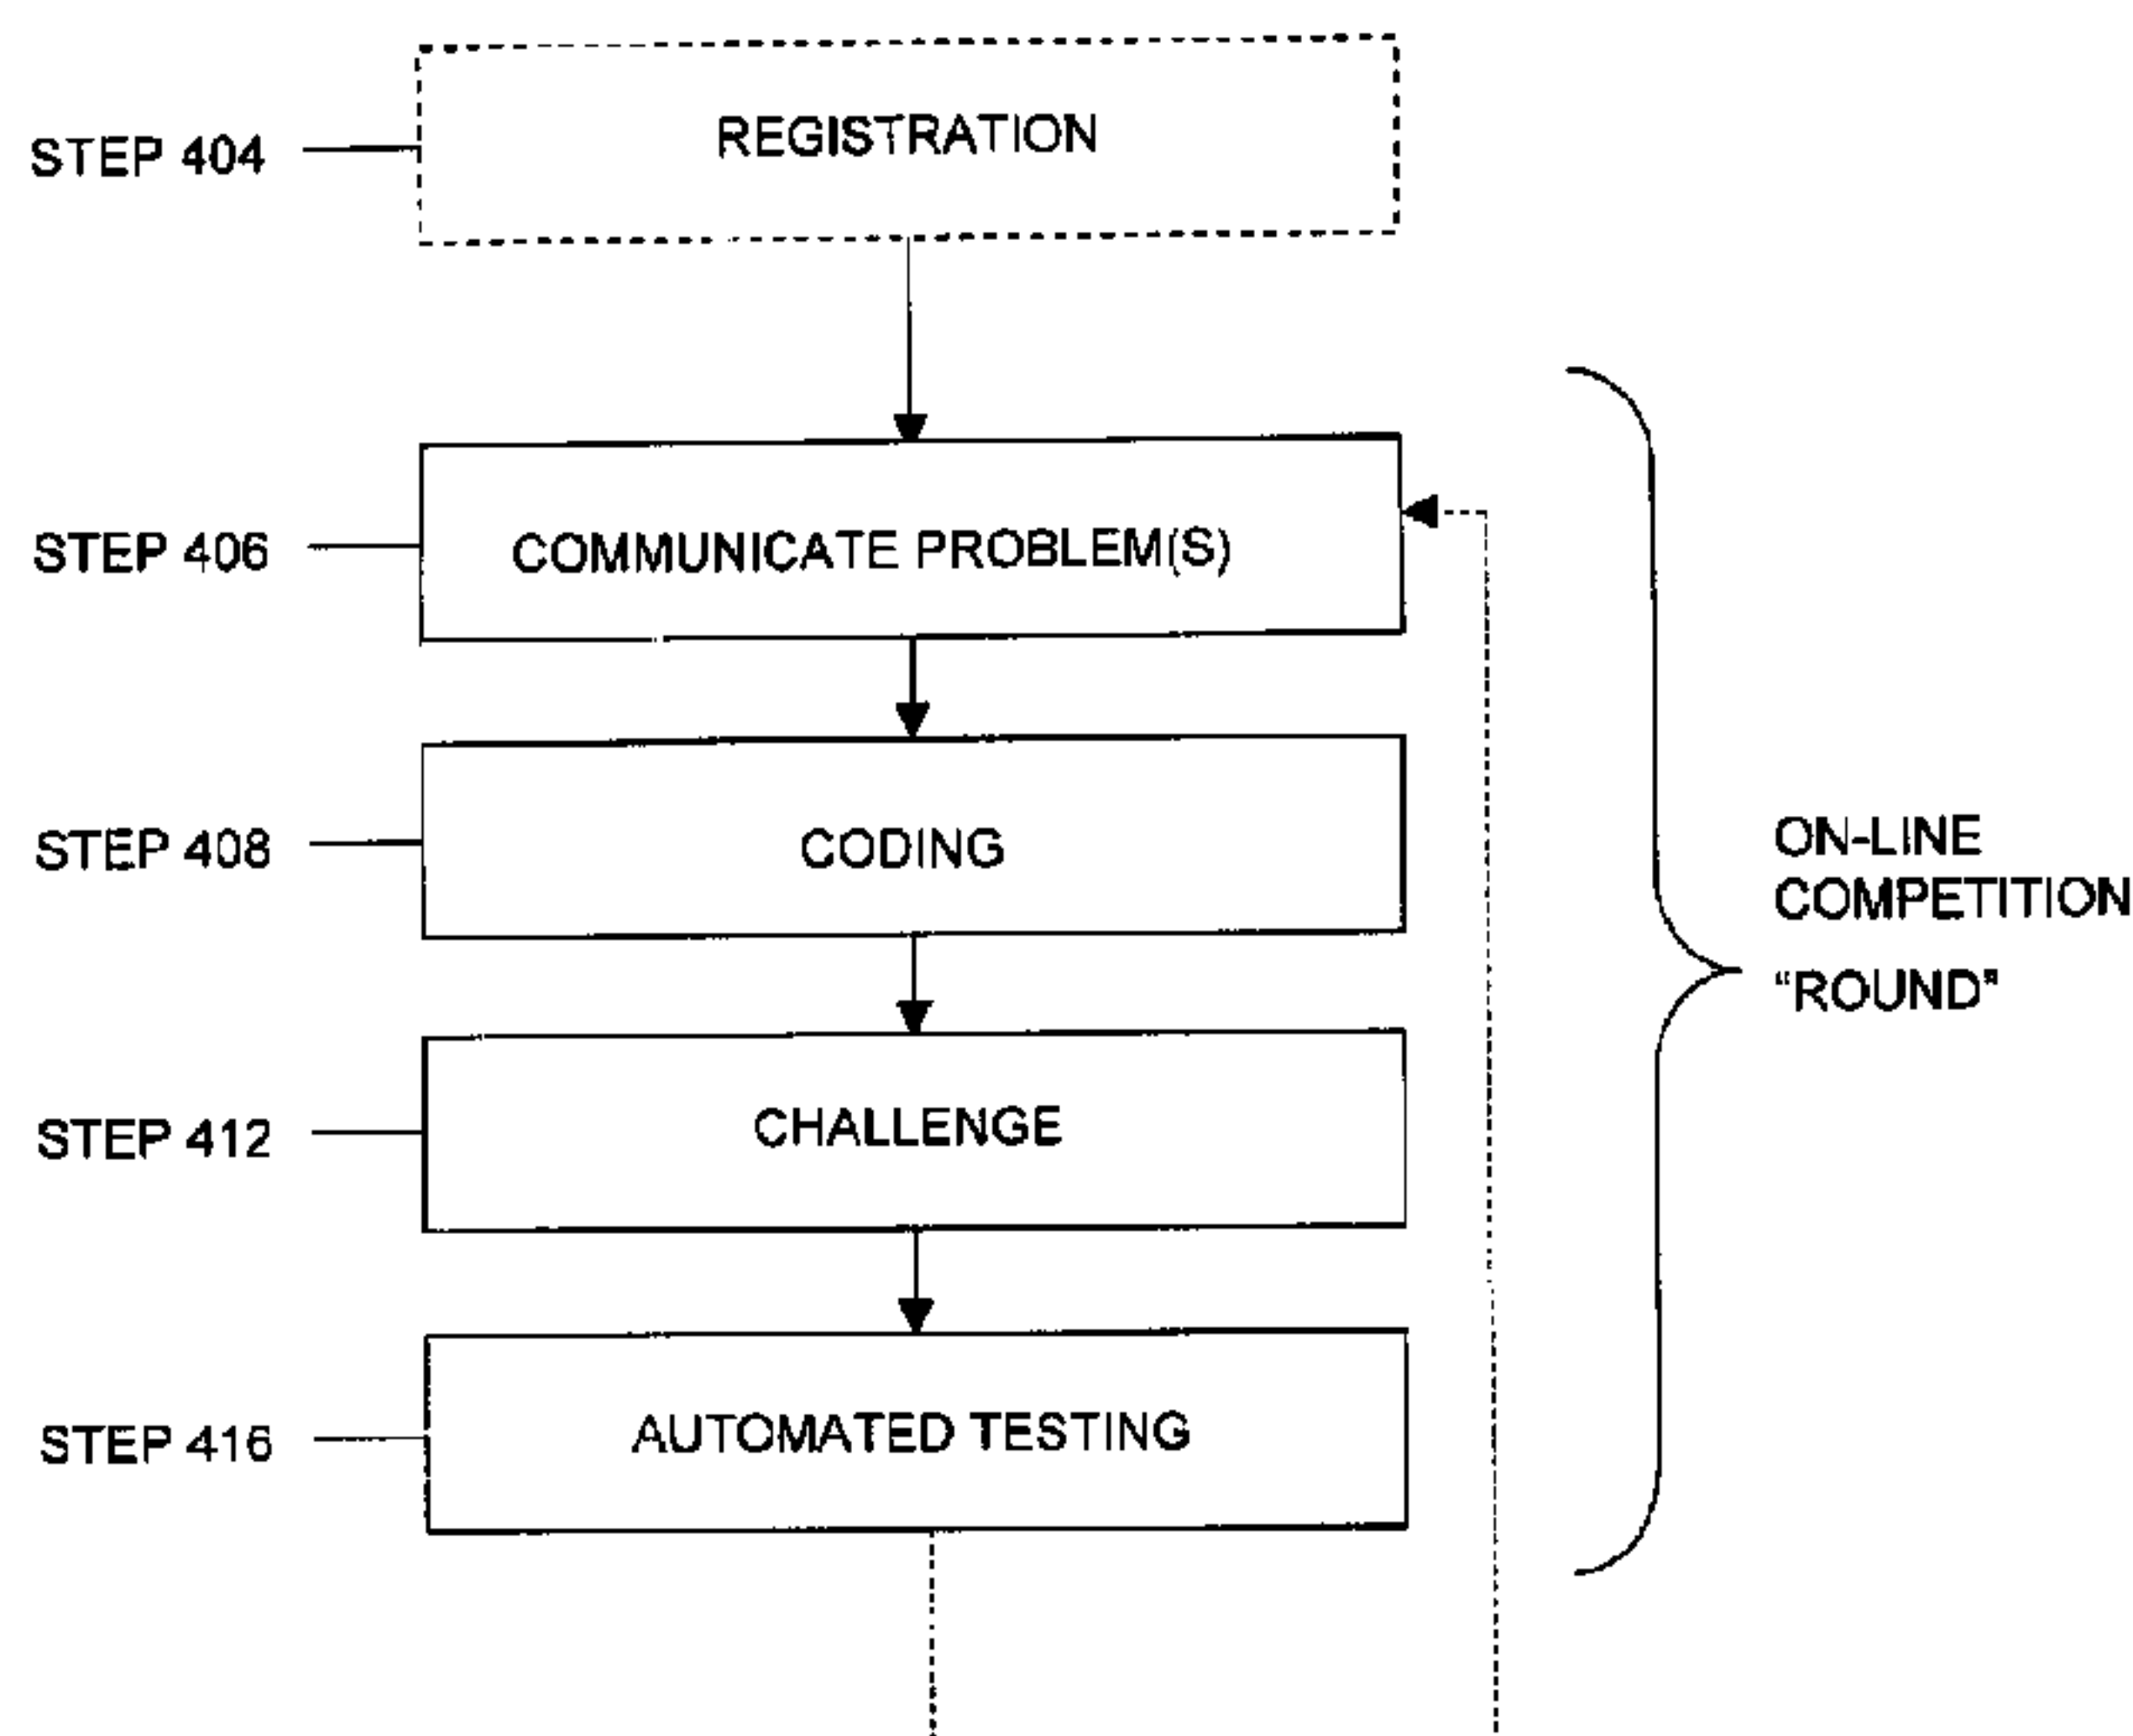 STEP 404
REGISTRATION
STEP 406
COMMUNICATE PROBLEM(S)
STEP 408
CODING
STEP 412
CHALLENGE
STEP 416
AUTOMATED TESTING
ON-LINE
COMPETITION
“ROUND”